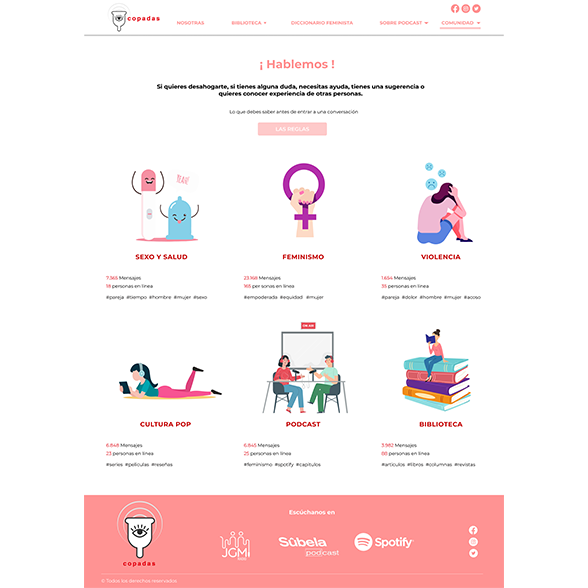 copadas
NOSOTRAS
BIBLIOTECA
DICCIONARIO FEMINISTA
SOBRE PODCAST
COMUNIDAD
¡ Hablemos !
Si quieres desahogarte, si tienes alguna duda, necesitas ayuda, tienes una sugerencia o
quieres conocer experiencia de otras personas.
Lo que debes saber antes de entrar a una conversación
LAS REGLAS
YEAH!
SEXO Y SALUD
7.365 Mensajes
18 personas en línea
#pareja #tiempo #hombre #mujer #sexo
FEMINISMO
23.168 Mensajes
165 personas en línea
#empoderada #equidad #mujer
VIOLENCIA
1.654 Mensajes
35 personas en línea
#pareja #dolor #hombre #mujer #acoso
CULTURA POP
6.848 Mensajes
23 personas en línea
#series #películas #reseñas
ON AIR
PODCAST
6.845 Mensajes
25 personas en línea
#feminismo #spotify #capítulos
BIBLIOTECA
3.982 Mensajes
88 personas en línea
#artículos #libros #columnas #revistas
copadas
Escúchanos en
JGM
Súbela
podcast
Spotify
© Todos los derechos reservados